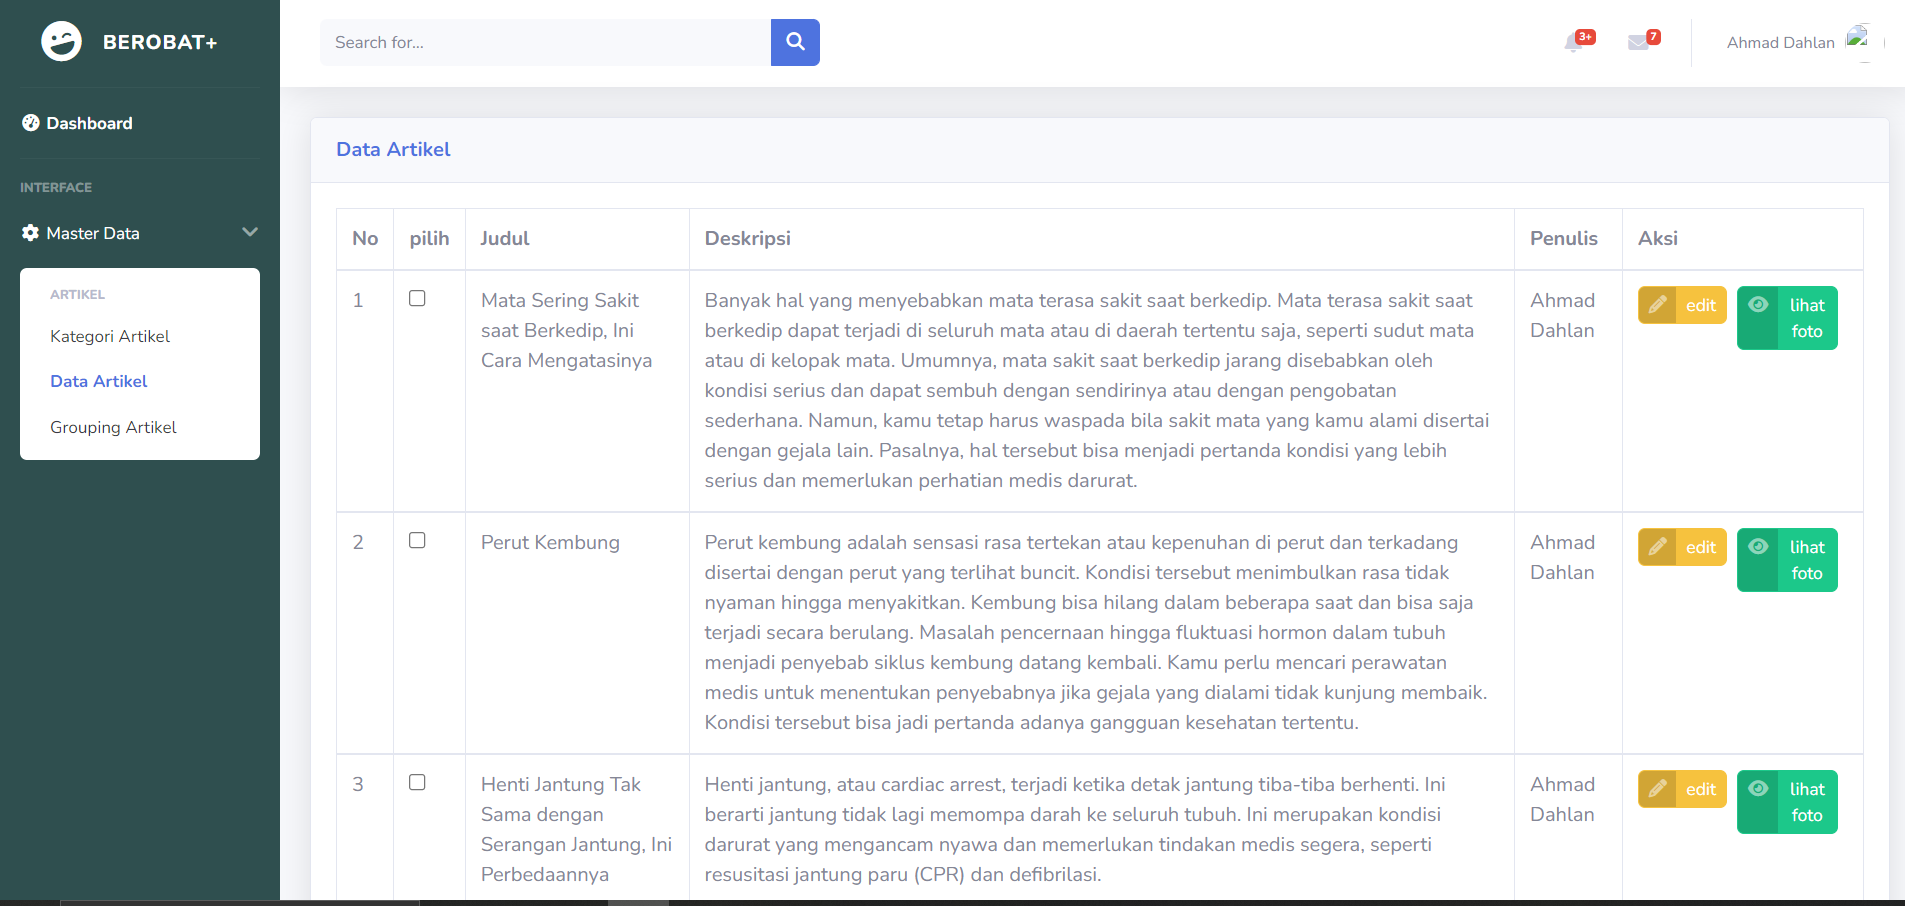 BEROBAT+
Search for...
3+
7
Ahmad Dahlan
Dashboard
INTERFACE
Master Data
ARTIKEL
Kategori Artikel
Data Artikel
Grouping Artikel
Data Artikel
No pilih Judul Deskripsi Penulis Aksi
1
Mata Sering Sakit
saat Berkedip, Ini
Cara Mengatasinya
Banyak hal yang menyebabkan mata terasa sakit saat berkedip. Mata terasa sakit saat
berkedip dapat terjadi di seluruh mata atau di daerah tertentu saja, seperti sudut mata
atau di kelopak mata. Umumnya, mata sakit saat berkedip jarang disebabkan oleh
kondisi serius dan dapat sembuh dengan sendirinya atau dengan pengobatan
sederhana. Namun, kamu tetap harus waspada bila sakit mata yang kamu alami disertai
dengan gejala lain. Pasalnya, hal tersebut bisa menjadi pertanda kondisi yang lebih
serius dan memerlukan perhatian medis darurat.
Ahmad
Dahlan
edit
lihat
foto
2
Perut Kembung
Perut kembung adalah sensasi rasa tertekan atau kepenuhan di perut dan terkadang
disertai dengan perut yang terlihat buncit. Kondisi tersebut menimbulkan rasa tidak
nyaman hingga menyakitkan. Kembung bisa hilang dalam beberapa saat dan bisa saja
terjadi secara berulang. Masalah pencernaan hingga fluktuasi hormon dalam tubuh
menjadi penyebab siklus kembung datang kembali. Kamu perlu mencari perawatan
medis untuk menentukan penyebabnya jika gejala yang dialami tidak kunjung membaik.
Kondisi tersebut bisa jadi pertanda adanya gangguan kesehatan tertentu.
Ahmad
Dahlan
edit
lihat
foto
3
Henti Jantung Tak
Sama dengan
Serangan Jantung, Ini
Perbedaannya
Henti jantung, atau cardiac arrest, terjadi ketika detak jantung tiba-tiba berhenti. Ini
berarti jantung tidak lagi memompa darah ke seluruh tubuh. Ini merupakan kondisi
darurat yang mengancam nyawa dan memerlukan tindakan medis segera, seperti
resusitasi jantung paru (CPR) dan defibrilasi.
Ahmad
Dahlan
edit
lihat
foto